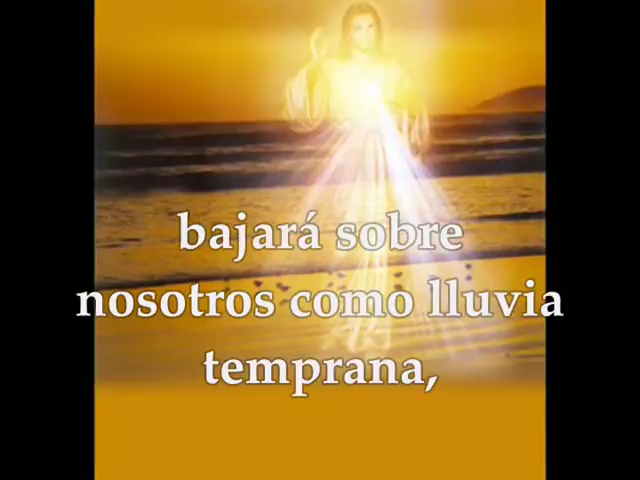 bajará sobre
nosotros como lluvia
temprana,